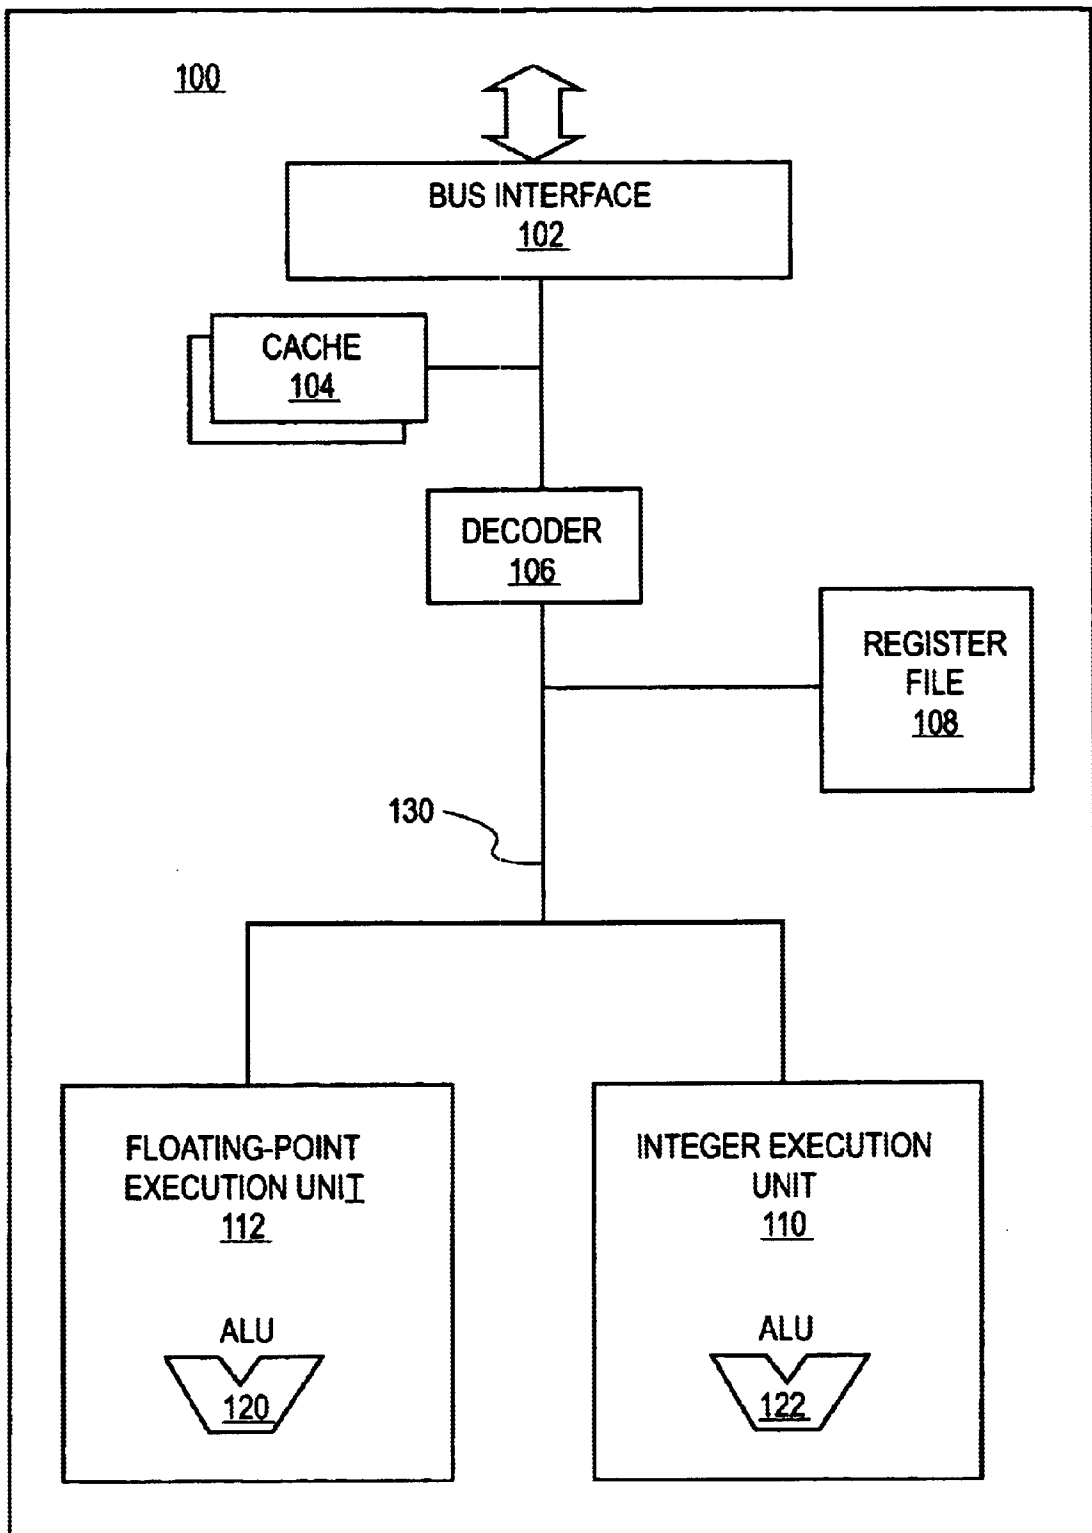 100
BUS INTERFACE
102
CACHE
104
DECODER
106
REGISTER
FILE
108
130
FLOATING-POINT
EXECUTION UNIT
112
ALU
120
INTEGER EXECUTION
UNIT
110
ALU
122